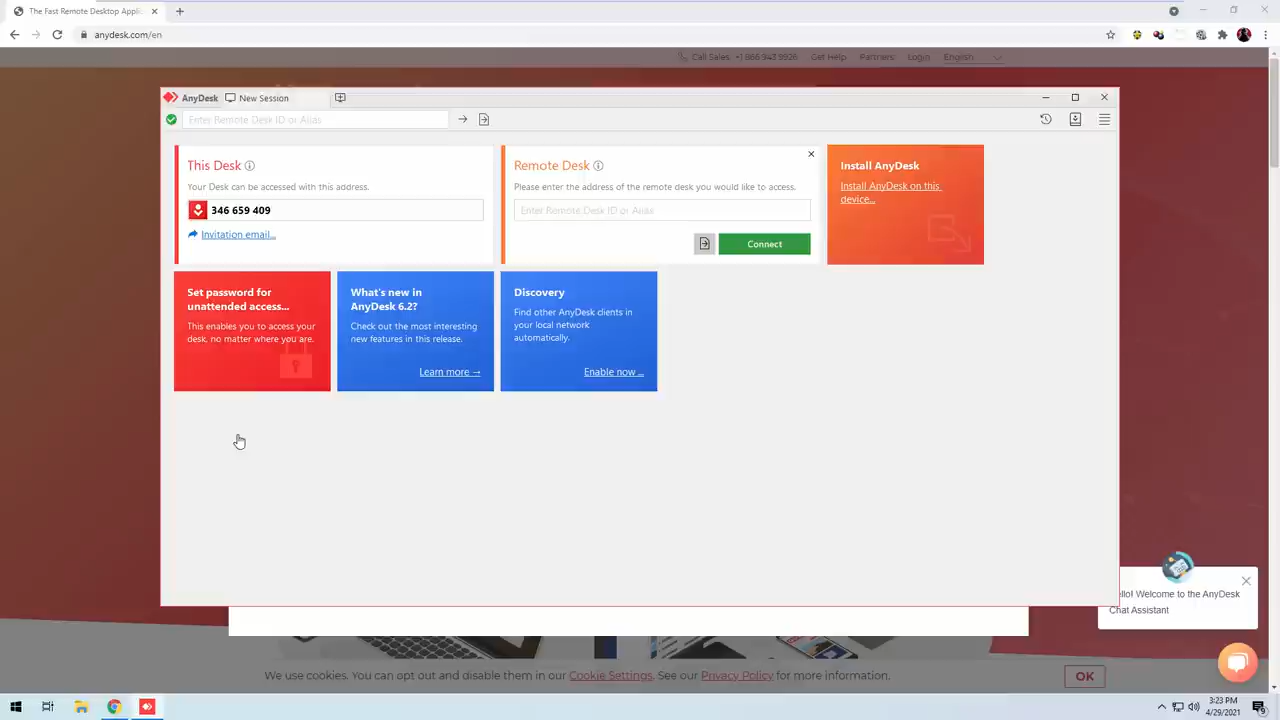 The Fast Remote Desktop Applic
anydesk.com/en
Call Sales: +1 866 943 9926 Get Help Partners Login English
AnyDesk New Session
Enter Remote Desk ID or Alias
This Desk
Your Desk can be accessed with this address.
346 659 409
Invitation email...
Remote Desk
Please enter the address of the remote desk you would like to access.
Enter Remote Desk ID or Alias
Connect
Install AnyDesk
Install AnyDesk on this
device...
Set password for
unattended access...
This enables you to access your
desk, no matter where you are.
What's new in
AnyDesk 6.2?
Check out the most interesting
new features in this release.
Learn more →
Discovery
Find other AnyDesk clients in
your local network
automatically.
Enable now ...
ello! Welcome to the AnyDesk
Chat Assistant
We use cookies. You can opt out and disable them in our Cookie Settings. See our Privacy Policy for more information.
OK
3:23 PM
4/29/2021